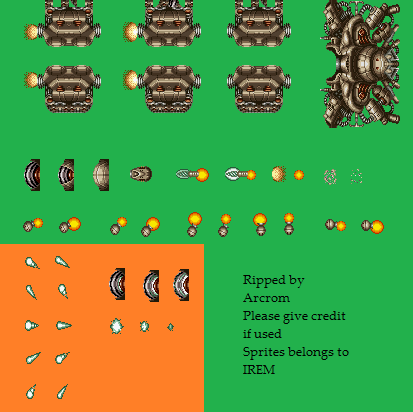 Ripped by
Arcrom
Please give credit
if used
Sprites belongs to
IREM